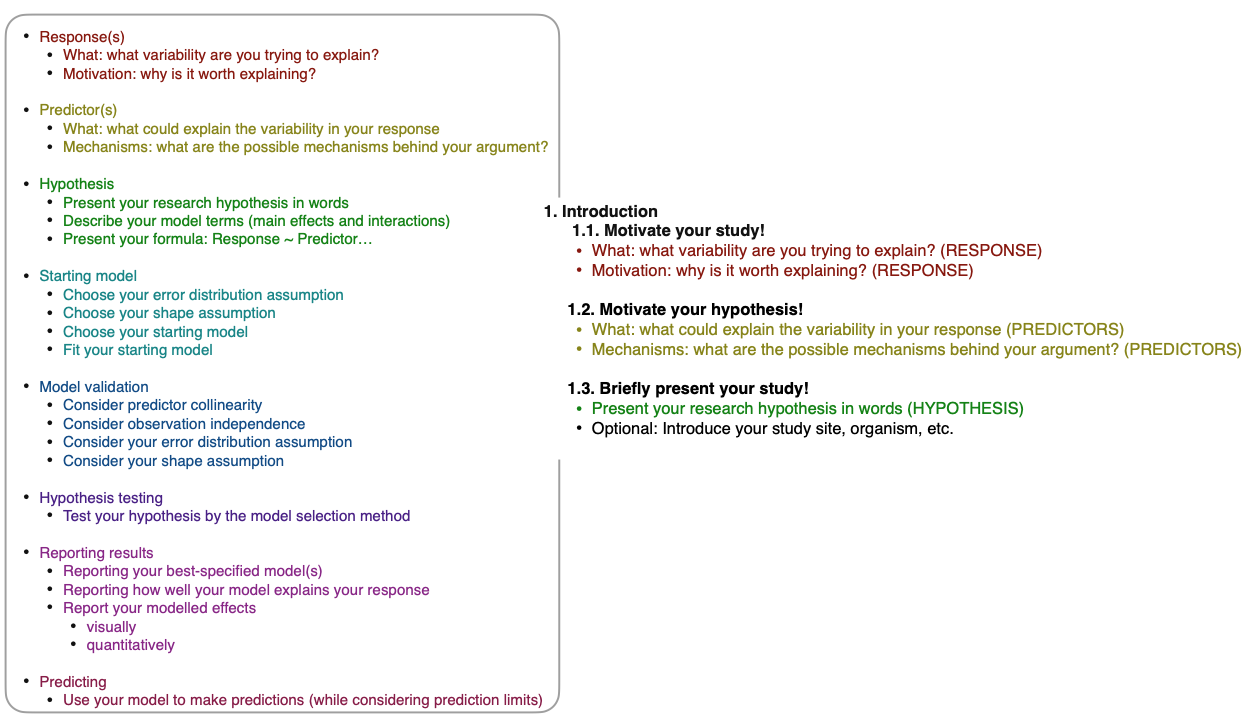 • Response(s)
• What: what variability are you trying to explain?
• Motivation: why is it worth explaining?
• Predictor(s)
• What: what could explain the variability in your response
• Mechanisms: what are the possible mechanisms behind your argument?
• Hypothesis
• Present your research hypothesis in words
• Describe your model terms (main effects and interactions)
• Present your formula: Response ~ Predictor…
• Starting model
• Choose your error distribution assumption
• Choose your shape assumption
• Choose your starting model
• Fit your starting model
• Model validation
• Consider predictor collinearity
• Consider observation independence
• Consider your error distribution assumption
• Consider your shape assumption
• Hypothesis testing
• Test your hypothesis by the model selection method
• Reporting results
• Reporting your best-specified model(s)
• Reporting how well your model explains your response
• Report your modelled effects
• visually
• quantitatively
• Predicting
• Use your model to make predictions (while considering prediction limits)
1. Introduction
1.1. Motivate your study!
• What: what variability are you trying to explain? (RESPONSE)
• Motivation: why is it worth explaining? (RESPONSE)
1.2. Motivate your hypothesis!
• What: what could explain the variability in your response (PREDICTORS)
• Mechanisms: what are the possible mechanisms behind your argument? (PREDICTORS)
1.3. Briefly present your study!
• Present your research hypothesis in words (HYPOTHESIS)
• Optional: Introduce your study site, organism, etc.